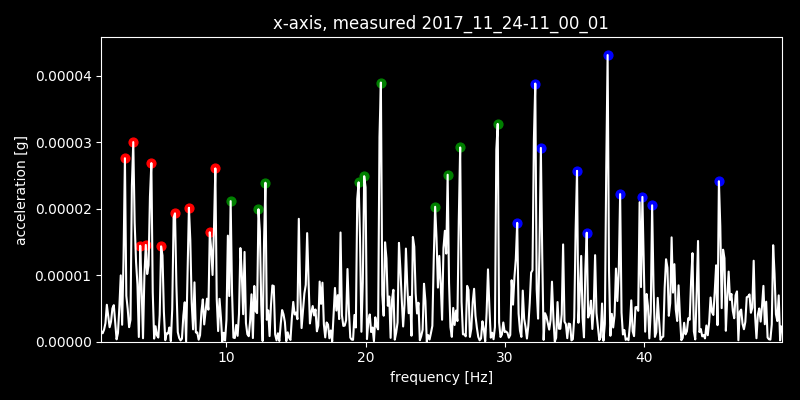 x-axis, measured 2017_11_24-11_00_01
acceleration [g]
0.00004
0.00003
0.00002
0.00001
0.00000
10 20 30 40
frequency [Hz]